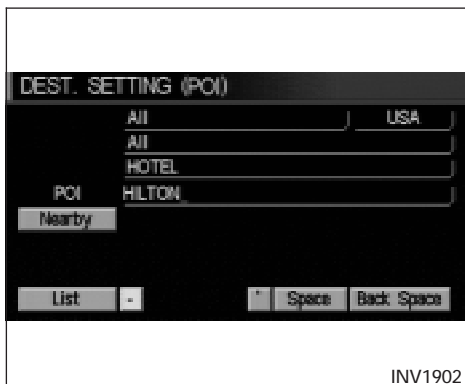 DEST. SETTING (POI)
All USA
All
HOTEL
POI HILTON_
Nearby
List - ' Space Back Space
INV1902